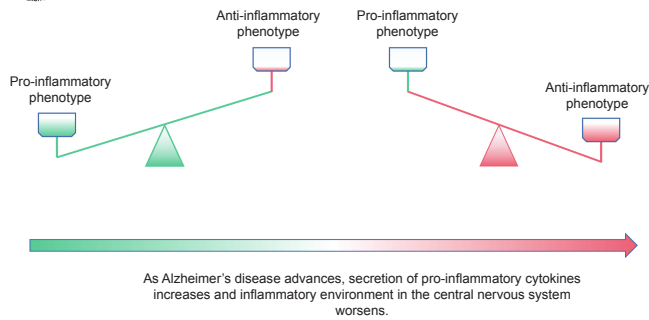 Anti-inflammatory
phenotype
Pro-inflammatory
phenotype
Pro-inflammatory
phenotype
Anti-inflammatory
phenotype
As Alzheimer’s disease advances, secretion of pro-inflammatory cytokines
increases and inflammatory environment in the central nervous system
worsens.